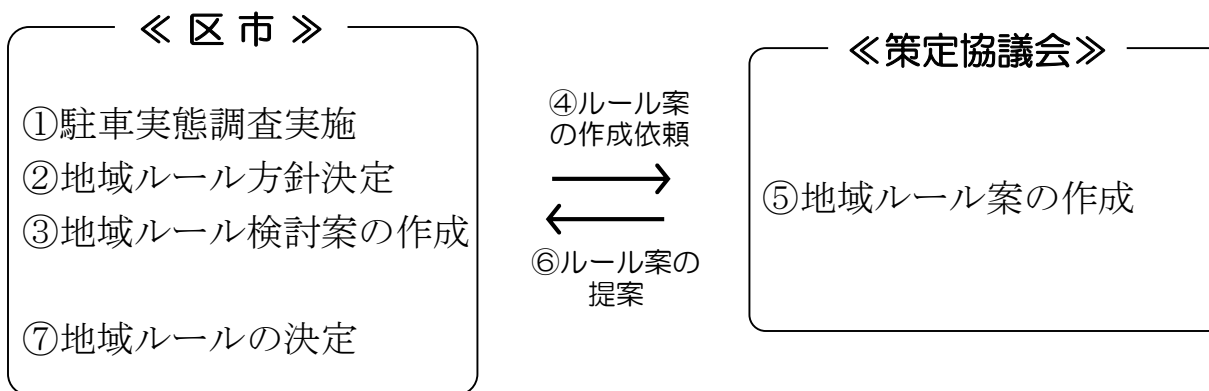 ≪ 区 市 ≫
①駐車実態調査実施
②地域ルール方針決定
③地域ルール検討案の作成
⑦地域ルールの決定
④ルール案
の作成依頼
⑥ルール案の
提案
≪策定協議会≫
⑤地域ルール案の作成